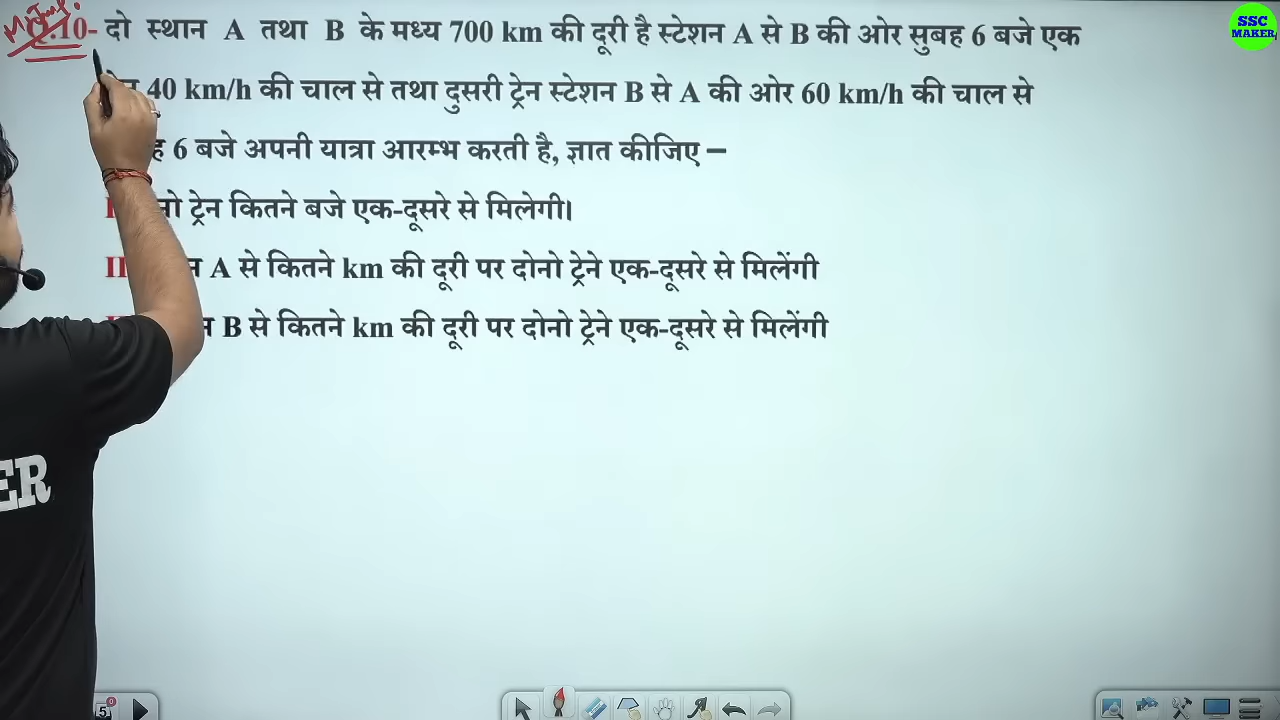 SSC
MAKER
10- दो स्थान A तथा B के मध्य 700 km की दूरी है स्टेशन A से B की ओर सुबह 6 बजे एक
40 km/h की चाल से तथा दुसरी ट्रेन स्टेशन B से A की ओर 60 km/h की चाल से
6 बजे अपनी यात्रा आरम्भ करती है, ज्ञात कीजिए –
ट्रेन कितने बजे एक-दूसरे से मिलेगी।
A से कितने km की दूरी पर दोनो ट्रेने एक-दूसरे से मिलेंगी
B से कितने km की दूरी पर दोनो ट्रेने एक-दूसरे से मिलेंगी
ER